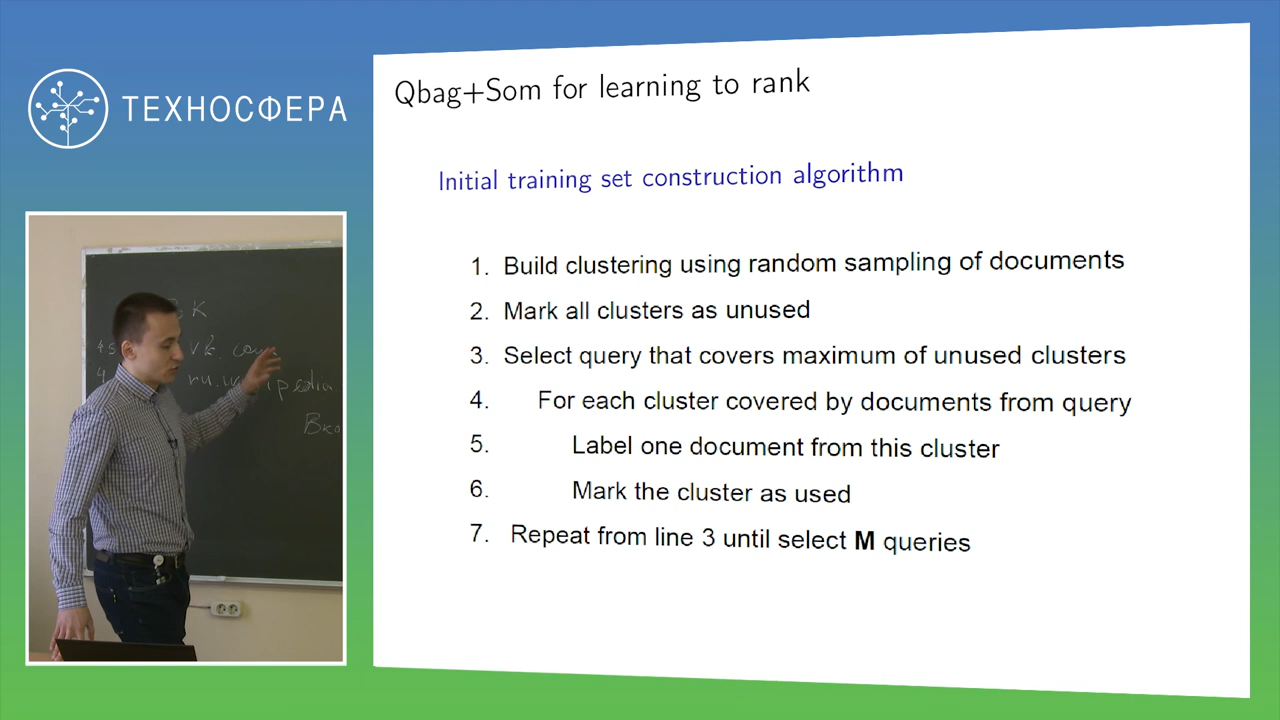 ТЕХНОСФЕРА
Qbag+Som for learning to rank
Initial training set construction algorithm
1. Build clustering using random sampling of documents
2. Mark all clusters as unused
3. Select query that covers maximum of unused clusters
4. For each cluster covered by documents from query
5. Label one document from this cluster
6. Mark the cluster as used
7. Repeat from line 3 until select M queries
К
vk.com
ru.